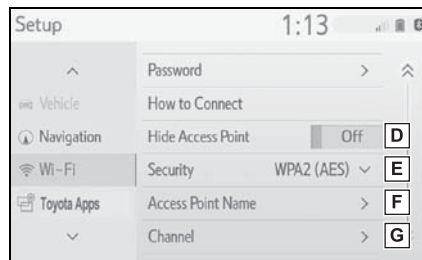 Setup 1:13
Password
Vehicle How to Connect
Navigation Hide Access Point Off D
Wi-Fi Security WPA2 (AES) E
Toyota Apps Access Point Name F
Channel G